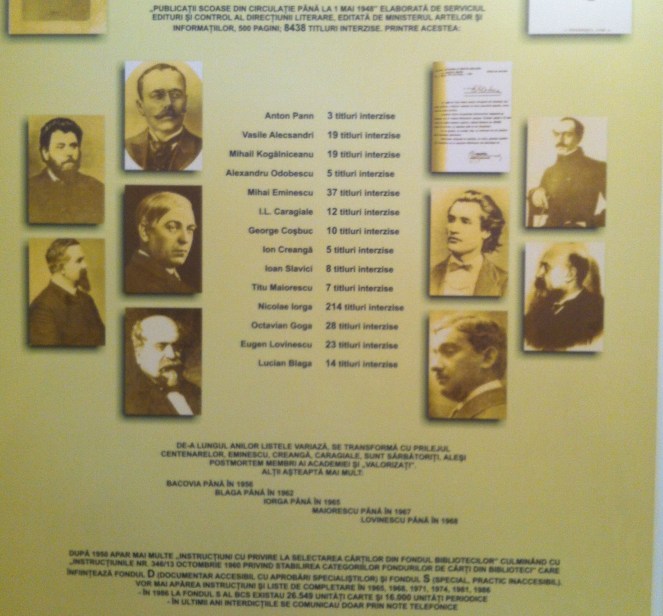 „PUBLICAȚII SCOASE DIN CIRCULAȚIE PÂNĂ LA 1 MAI 1948” ELABORATĂ DE SERVICIUL
EDITURI ȘI CONTROL AL DIRECȚIUNII LITERARE, EDITATĂ DE MINISTERUL ARTELOR ȘI
INFORMAȚIILOR, 500 PAGINI; 8438 TITLURI INTERZISE. PRINTRE ACESTEA:
Anton Pann 3 titluri interzise
Vasile Alecsandri 19 titluri interzise
Mihail Kogălniceanu 19 titluri interzise
Alexandru Odobescu 5 titluri interzise
Mihai Eminescu 37 titluri interzise
I.L. Caragiale 12 titluri interzise
George Coșbuc 10 titluri interzise
Ion Creangă 5 titluri interzise
Ioan Slavici 8 titluri interzise
Titu Maiorescu 7 titluri interzise
Nicolae Iorga 214 titluri interzise
Octavian Goga 28 titluri interzise
Eugen Lovinescu 23 titluri interzise
Lucian Blaga 14 titluri interzise
DE-A LUNGUL ANILOR LISTELE VARIAZĂ, SE TRANSFORMĂ CU PRILEJUL
CENTENARELOR, EMINESCU, CREANGĂ, CARAGIALE, SUNT SĂRBĂTORIȚI, ALEȘI
POSTMORTEM MEMBRI AI ACADEMIEI ȘI „VALORIZAȚI”.
ALȚII AȘTEAPTĂ MAI MULT:
BACOVIA PÂNĂ ÎN 1956
BLAGA PÂNĂ ÎN 1962
IORGA PÂNĂ ÎN 1965
MAIORESCU PÂNĂ ÎN 1967
LOVINESCU PÂNĂ ÎN 1968
DUPĂ 1950 APAR MAI MULTE „INSTRUCȚIUNI CU PRIVIRE LA SELECTAREA CĂRȚILOR DIN FONDUL BIBLIOTECILOR” CULMINÂND CU
„INSTRUCȚIUNILE NR. 346/13 OCTOMBRIE 1960 PRIVIND STABILIREA CATEGORIILOR FONDURILOR DE CĂRȚI DIN BIBLIOTECI” CARE
ÎNFIINȚEAZĂ FONDUL D (DOCUMENTAR ACCESIBIL CU APROBĂRI SPECIALIȘTILOR) ȘI FONDUL S (SPECIAL, PRACTIC INACCESIBIL).
VOR MAI APĂREA INSTRUCȚIUNI ȘI LISTE DE COMPLETARE ÎN 1965, 1968, 1971, 1974, 1981, 1988
- ÎN 1986 LA FONDUL S AL BCS EXISTAU 26.549 UNITĂȚI CARTE ȘI 16.000 UNITĂȚI PERIODICE
- ÎN ULTIMII ANI INTERDICȚIILE SE COMUNICAU DOAR PRIN NOTE TELEFONICE